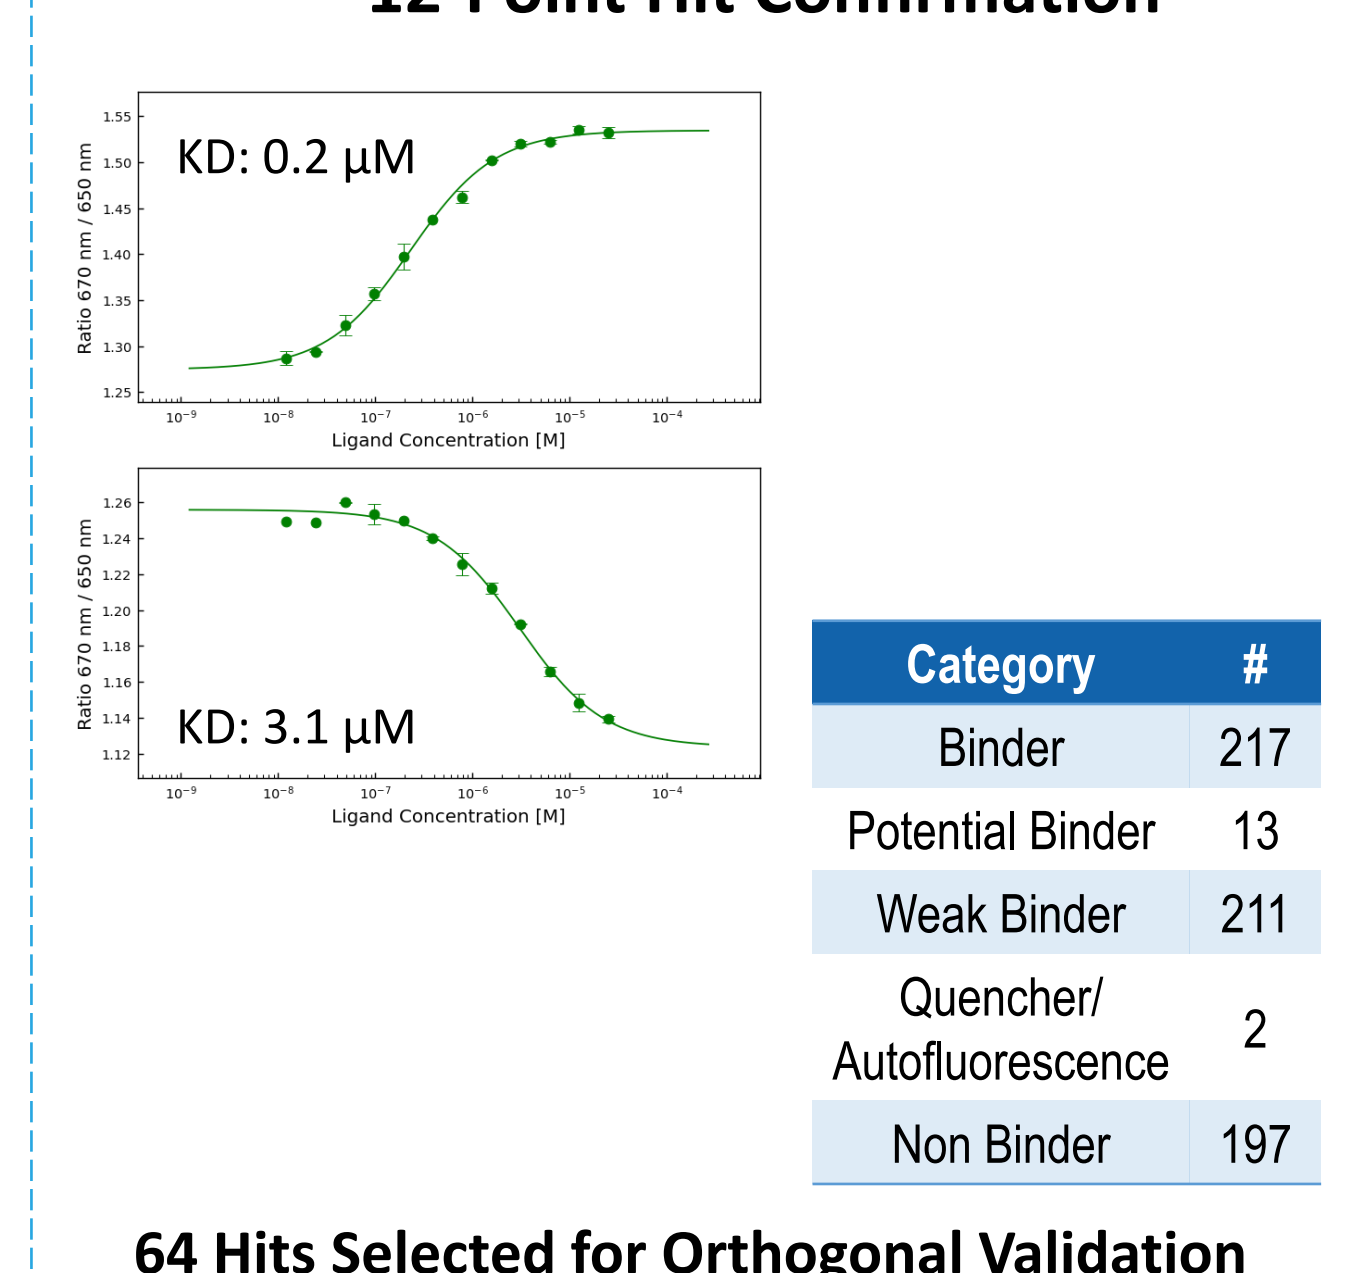 12-Point Hit Confirmation
KD: 0.2 µM
Ratio 670 nm / 650 nm
1.55
1.50
1.45
1.40
1.35
1.30
1.25
10⁻⁹ 10⁻⁸ 10⁻⁷ 10⁻⁶ 10⁻⁵ 10⁻⁴
Ligand Concentration [M]
KD: 3.1 µM
Ratio 670 nm / 650 nm
1.26
1.24
1.22
1.20
1.18
1.16
1.14
1.12
10⁻⁹ 10⁻⁸ 10⁻⁷ 10⁻⁶ 10⁻⁵ 10⁻⁴
Ligand Concentration [M]
Category #
Binder 217
Potential Binder 13
Weak Binder 211
Quencher/
Autofluorescence 2
Non Binder 197
64 Hits Selected for Orthogonal Validation